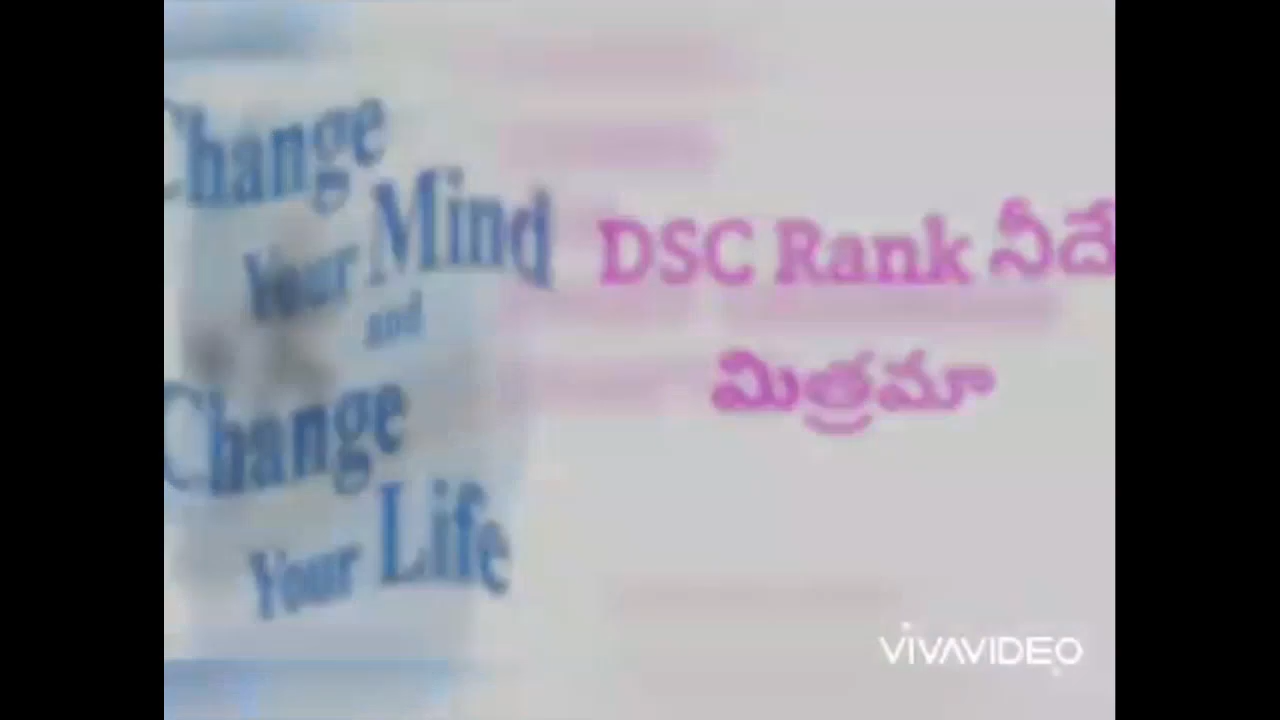 Change
Your Mind
and
Change
Your Life
DSC Rank నీదే
మిత్రమా
VIVAVIDEO